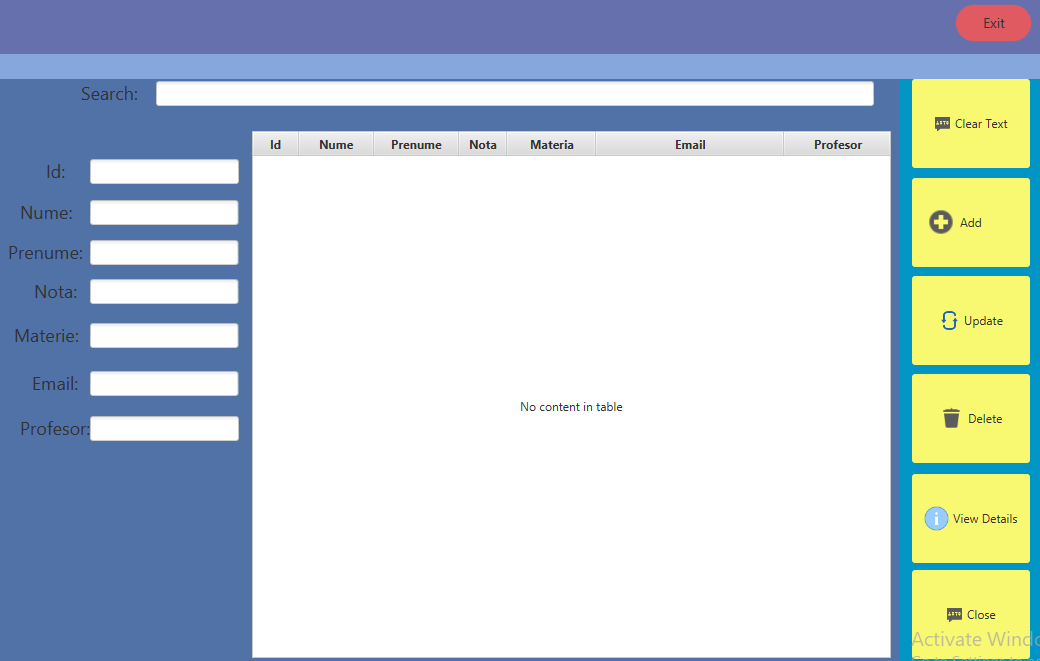 Exit
Search:
Id Nume Prenume Nota Materia Email Profesor
Id:
Nume:
Prenume:
Nota:
Materie:
Email:
Profesor:
No content in table
Clear Text
Add
Update
Delete
View Details
Close
Activate Windo